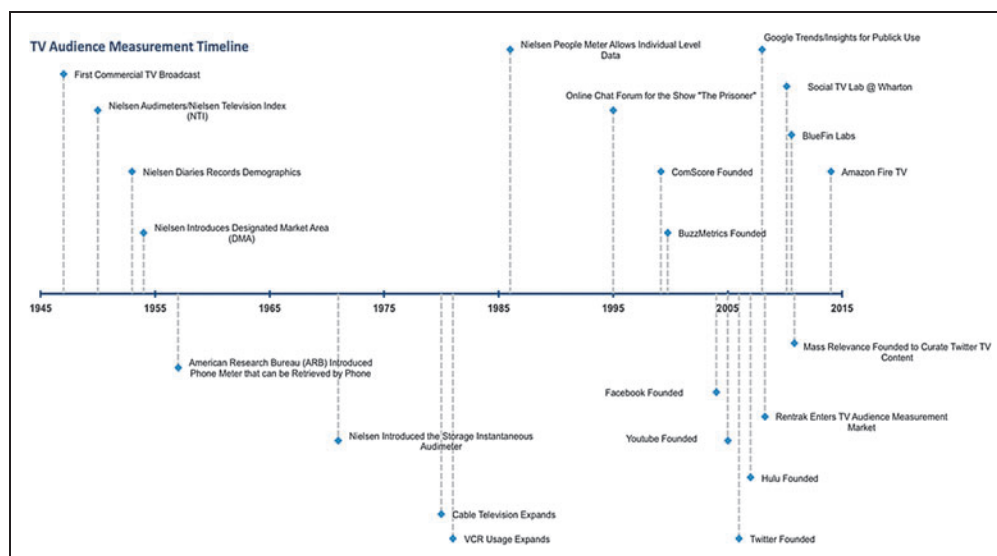 TV Audience Measurement Timeline
Google Trends/Insights for Publick Use
Nielsen People Meter Allows Individual Level
Data
First Commercial TV Broadcast
Social TV Lab @ Wharton
Online Chat Forum for the Show "The Prisoner"
Nielsen Audimeters/Nielsen Television Index
(NTI)
BlueFin Labs
Nielsen Diaries Records Demographics
ComScore Founded
Amazon Fire TV
Nielsen Introduces Designated Market Area
(DMA)
BuzzMetrics Founded
1945 1955 1965 1975 1985 1995 2005 2015
Mass Relevance Founded to Curate Twitter TV
Content
American Research Bureau (ARB) Introduced
Phone Meter that can be Retrieved by Phone
Facebook Founded
Rentrak Enters TV Audience Measurement
Market
Nielsen Introduced the Storage Instantaneous
Audimeter
Youtube Founded
Hulu Founded
Cable Television Expands
VCR Usage Expands
Twitter Founded